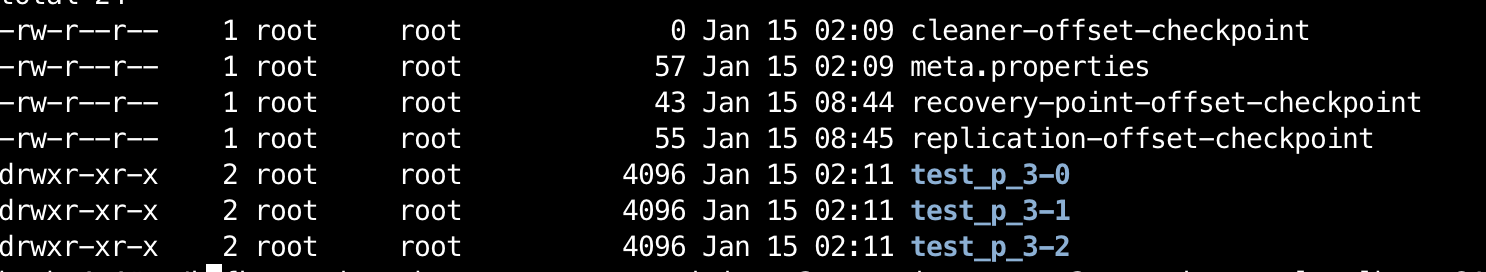 -rw-r--r-- 1 root root 0 Jan 15 02:09 cleaner-offset-checkpoint
-rw-r--r-- 1 root root 57 Jan 15 02:09 meta.properties
-rw-r--r-- 1 root root 43 Jan 15 08:44 recovery-point-offset-checkpoint
-rw-r--r-- 1 root root 55 Jan 15 08:45 replication-offset-checkpoint
drwxr-xr-x 2 root root 4096 Jan 15 02:11 test_p_3-0
drwxr-xr-x 2 root root 4096 Jan 15 02:11 test_p_3-1
drwxr-xr-x 2 root root 4096 Jan 15 02:11 test_p_3-2